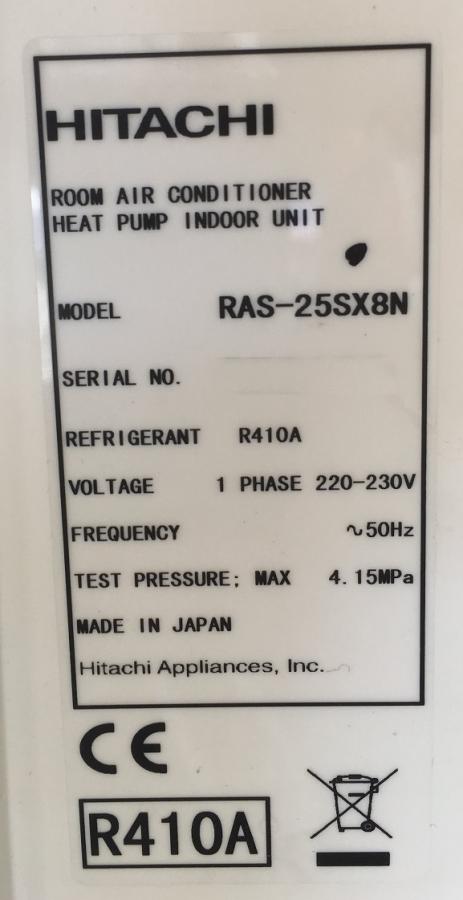 HITACHI
ROOM AIR CONDITIONER
HEAT PUMP INDOOR UNIT
MODEL RAS-25SX8N
SERIAL NO.
REFRIGERANT R410A
VOLTAGE 1 PHASE 220-230V
FREQUENCY ~50Hz
TEST PRESSURE; MAX 4.15MPa
MADE IN JAPAN
Hitachi Appliances, Inc.
CE
R410A